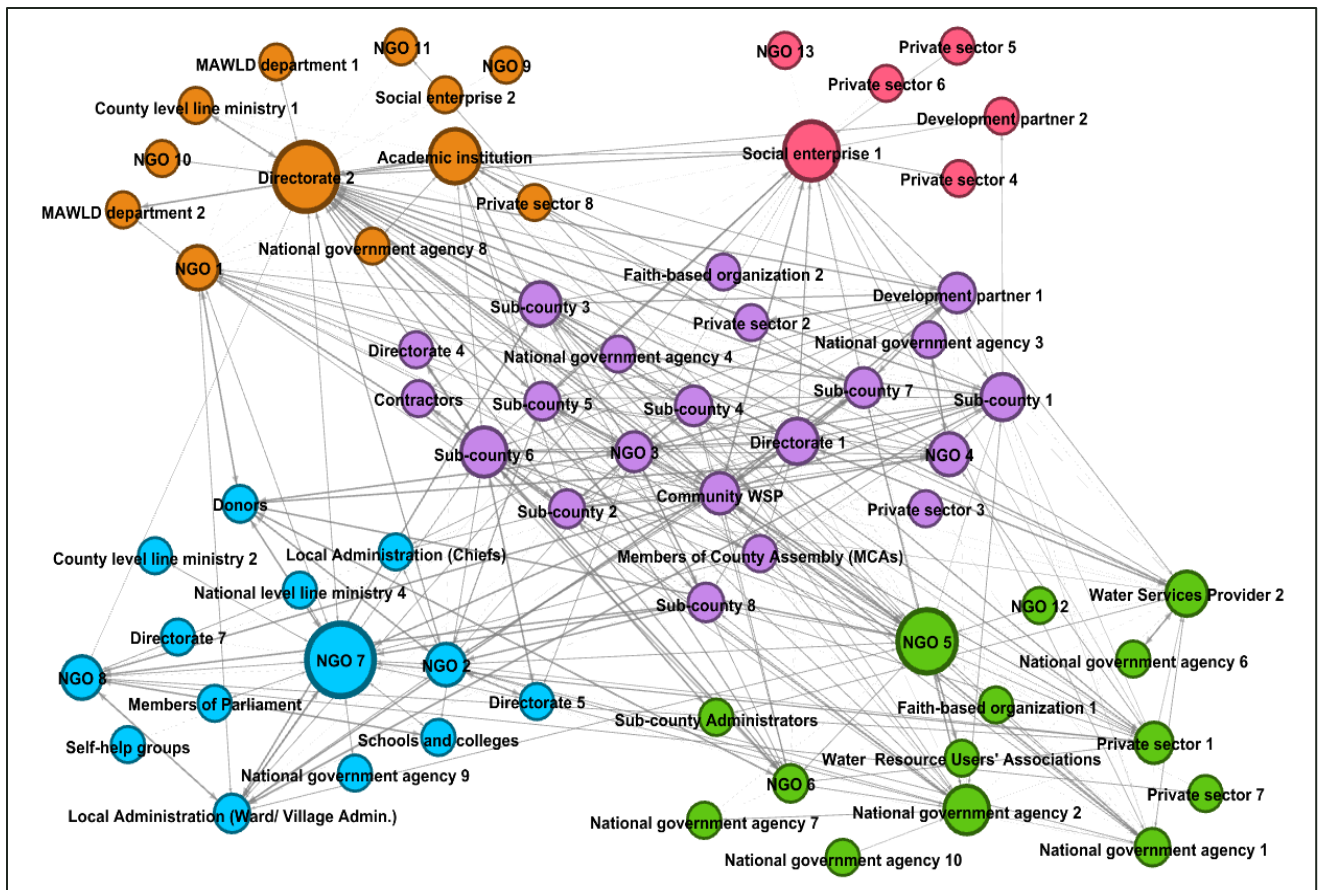 NGO 11
NGO 13
Private sector 5
MAWLD department 1
NGO 9
Private sector 6
Social enterprise 2
County level line ministry 1
Development partner 2
NGO 10
Academic institution
Social enterprise 1
Directorate 2
Private sector 4
Private sector 8
MAWLD department 2
National government agency 8
NGO 1
Faith-based organization 2
Development partner 1
Sub-county 3
Private sector 2
National government agency 3
Directorate 4
National government agency 4
Contractors
Sub-county 5
Sub-county 4
Sub-county 7
Sub-county 1
Sub-county 6
NGO 3
Directorate 1
NGO 4
Community WSP
Donors
Sub-county 2
Private sector 3
County level line ministry 2
Local Administration (Chiefs)
Members of County Assembly (MCAs)
National level line ministry 4
Sub-county 8
NGO 12
Water Services Provider 2
Directorate 7
NGO 5
NGO 7
NGO 2
National government agency 6
NGO 8
Members of Parliament
Directorate 5
Faith-based organization 1
Sub-county Administrators
Self-help groups
Schools and colleges
Private sector 1
Water Resource Users' Associations
National government agency 9
NGO 6
Private sector 7
Local Administration (Ward/ Village Admin.)
National government agency 2
National government agency 7
National government agency 1
National government agency 10